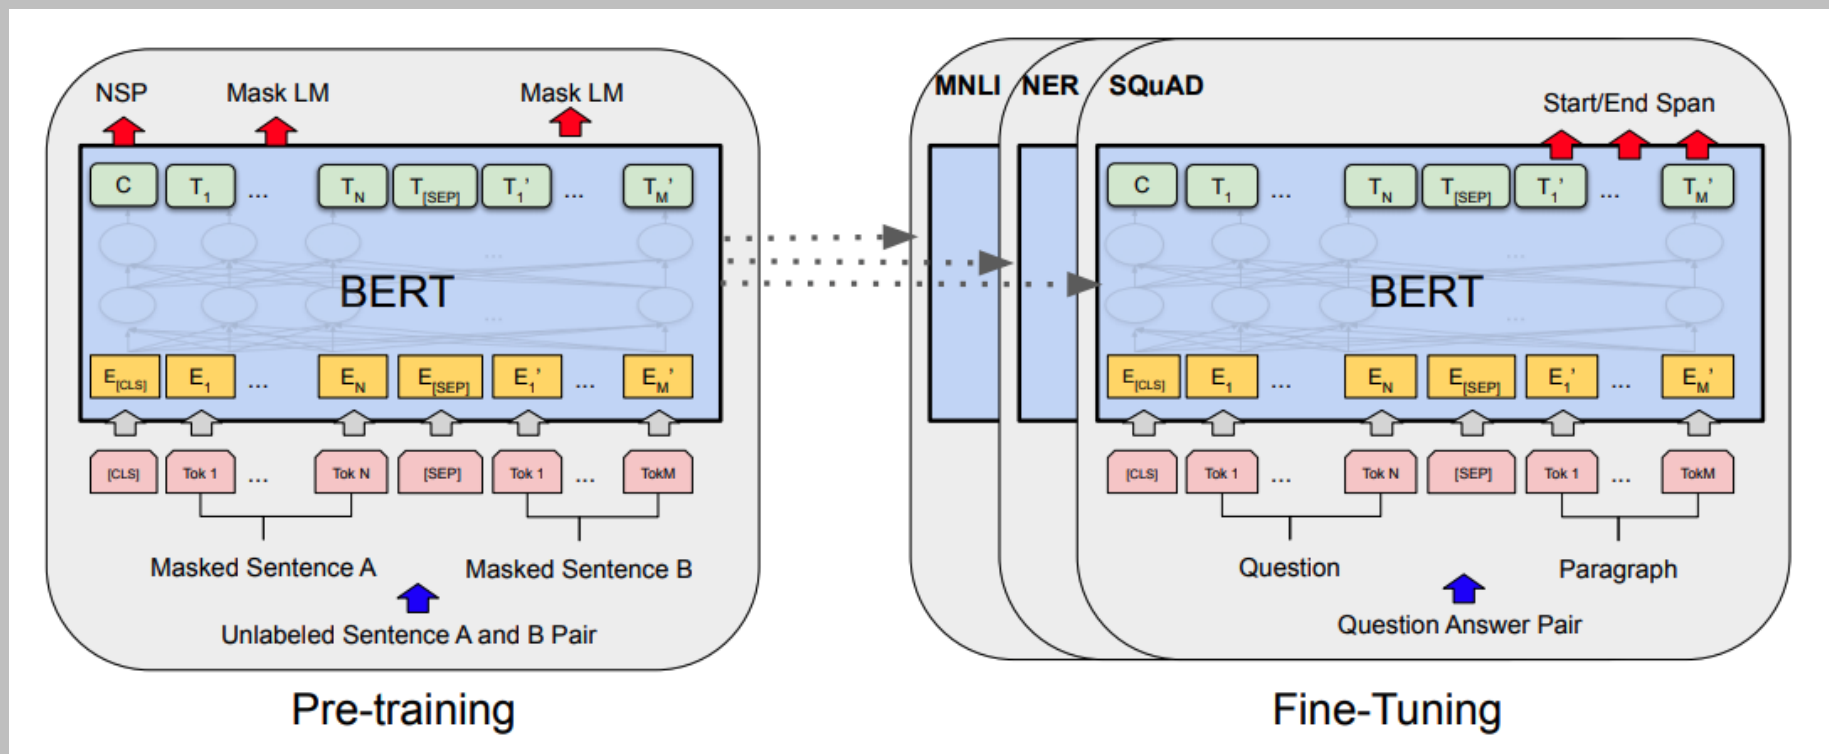 NSP Mask LM Mask LM
C T1 ... TN T[SEP] T1' ... TM'
...
BERT
...
E[CLS] E1 ... EN E[SEP] E1' ... EM'
[CLS] Tok 1 ... Tok N [SEP] Tok 1 ... TokM
Masked Sentence A Masked Sentence B
Unlabeled Sentence A and B Pair
Pre-training
MNLI NER SQuAD
Start/End Span
C T1 ... TN T[SEP] T1' ... TM'
...
BERT
...
E[CLS] E1 ... EN E[SEP] E1' ... EM'
[CLS] Tok 1 ... Tok N [SEP] Tok 1 ... TokM
Question Paragraph
Question Answer Pair
Fine-Tuning